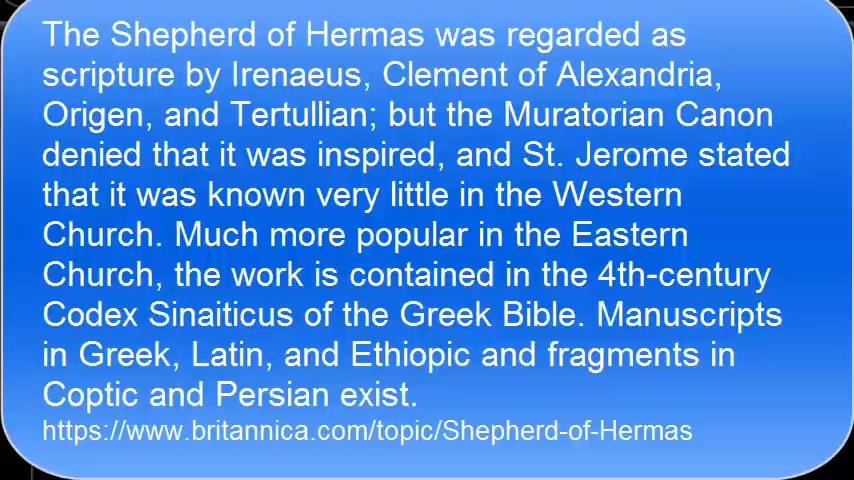 The Shepherd of Hermas was regarded as
scripture by Irenaeus, Clement of Alexandria,
Origen, and Tertullian; but the Muratorian Canon
denied that it was inspired, and St. Jerome stated
that it was known very little in the Western
Church. Much more popular in the Eastern
Church, the work is contained in the 4th-century
Codex Sinaiticus of the Greek Bible. Manuscripts
in Greek, Latin, and Ethiopic and fragments in
Coptic and Persian exist.
https://www.britannica.com/topic/Shepherd-of-Hermas